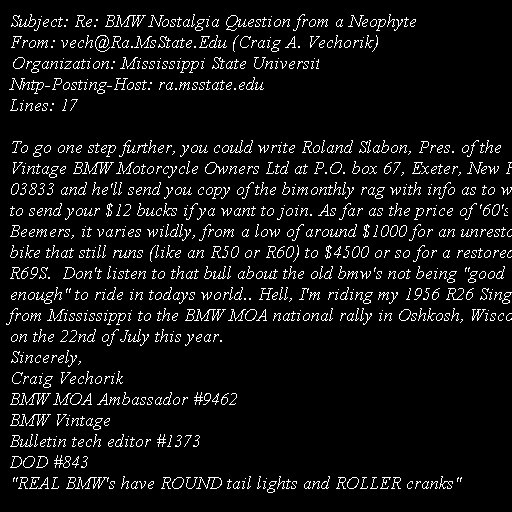 Subject: Re: BMW Nostalgia Question from a Neophyte
From: vech@Ra.MsState.Edu (Craig A. Vechorik)
Organization: Mississippi State Universit
Nntp-Posting-Host: ra.msstate.edu
Lines: 17

To go one step further, you could write Roland Slabon, Pres. of the
Vintage BMW Motorcycle Owners Ltd at P.O. box 67, Exeter, New
03833 and he'll send you copy of the bimonthly rag with info as to
to send your $12 bucks if ya want to join. As far as the price of '60's
Beemers, it varies wildly, from a low of around $1000 for an
bike that still runs (like an R50 or R60) to $4500 or so for a restored
R69S.  Don't listen to that bull about the old bmw's not being "good
enough" to ride in todays world.. Hell, I'm riding my 1956 R26
from Mississippi to the BMW MOA national rally in Oshkosh,
on the 22nd of July this year.
Sincerely,
Craig Vechorik
BMW MOA Ambassador #9462
BMW Vintage
Bulletin tech editor #1373
DOD #843
"REAL BMW's have ROUND tail lights and ROLLER cranks"